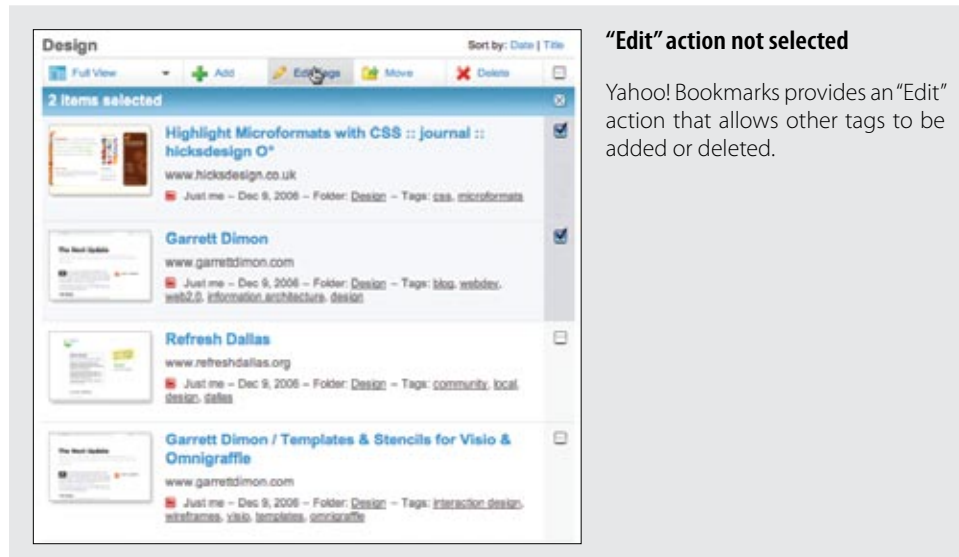 Design
Sort by: Date | Title
Full View
Add
Edit Tags
Move
Delete
2 items selected
Highlight Microformats with CSS :: journal ::
hicksdesign O*
www.hicksdesign.co.uk
Just me – Dec 9, 2006 – Folder: Design – Tags: css, microformats
Garrett Dimon
www.garrettdimon.com
Just me – Dec 9, 2006 – Folder: Design – Tags: blog, webdev,
web2.0, information architecture, design
Refresh Dallas
www.refreshdallas.org
Just me – Dec 9, 2006 – Folder: Design – Tags: community, local,
design, dallas
Garrett Dimon / Templates & Stencils for Visio &
Omnigraffle
www.garrettdimon.com
Just me – Dec 9, 2006 – Folder: Design – Tags: interaction design,
wireframes, visio, templates, omnigraffle
“Edit” action not selected
Yahoo! Bookmarks provides an “Edit”
action that allows other tags to be
added or deleted.